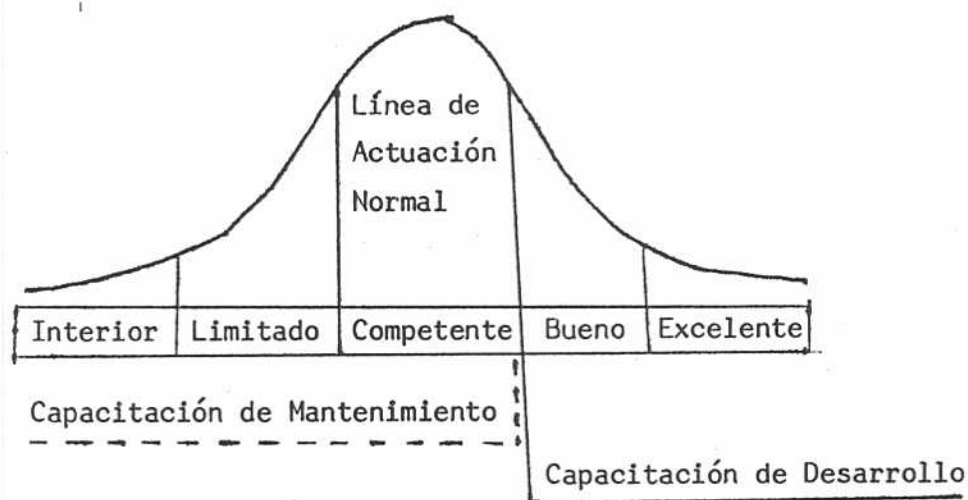 Línea de
Actuación
Normal
Interior Limitado Competente Bueno Excelente
Capacitación de Mantenimiento
Capacitación de Desarrollo